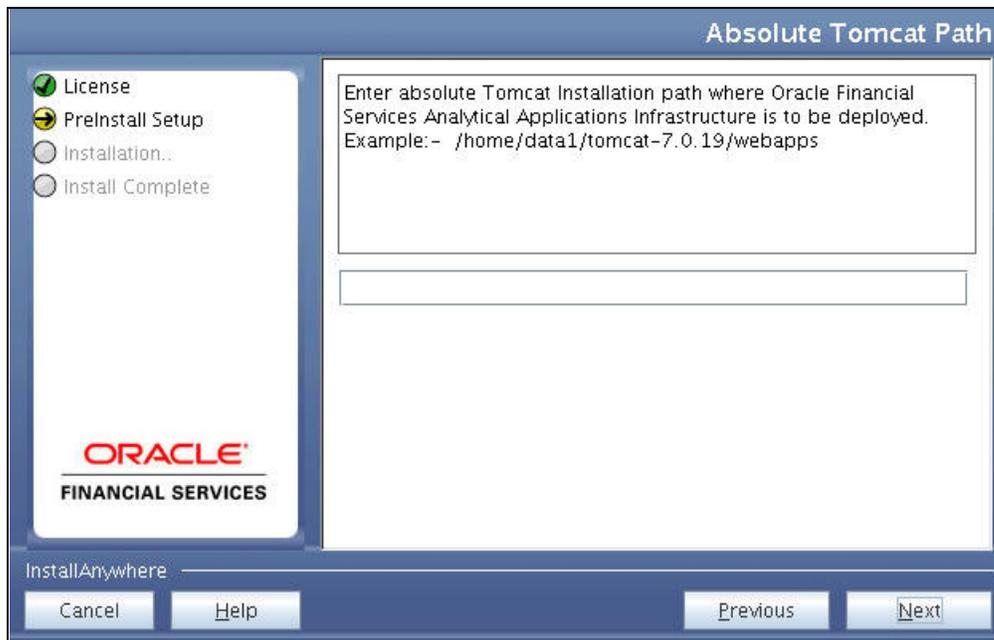 Absolute Tomcat Path
License
PreInstall Setup
Installation..
Install Complete
Enter absolute Tomcat Installation path where Oracle Financial
Services Analytical Applications Infrastructure is to be deployed.
Example:- /home/data1/tomcat-7.0.19/webapps
ORACLE
FINANCIAL SERVICES
InstallAnywhere
Cancel
Help
Previous
Next